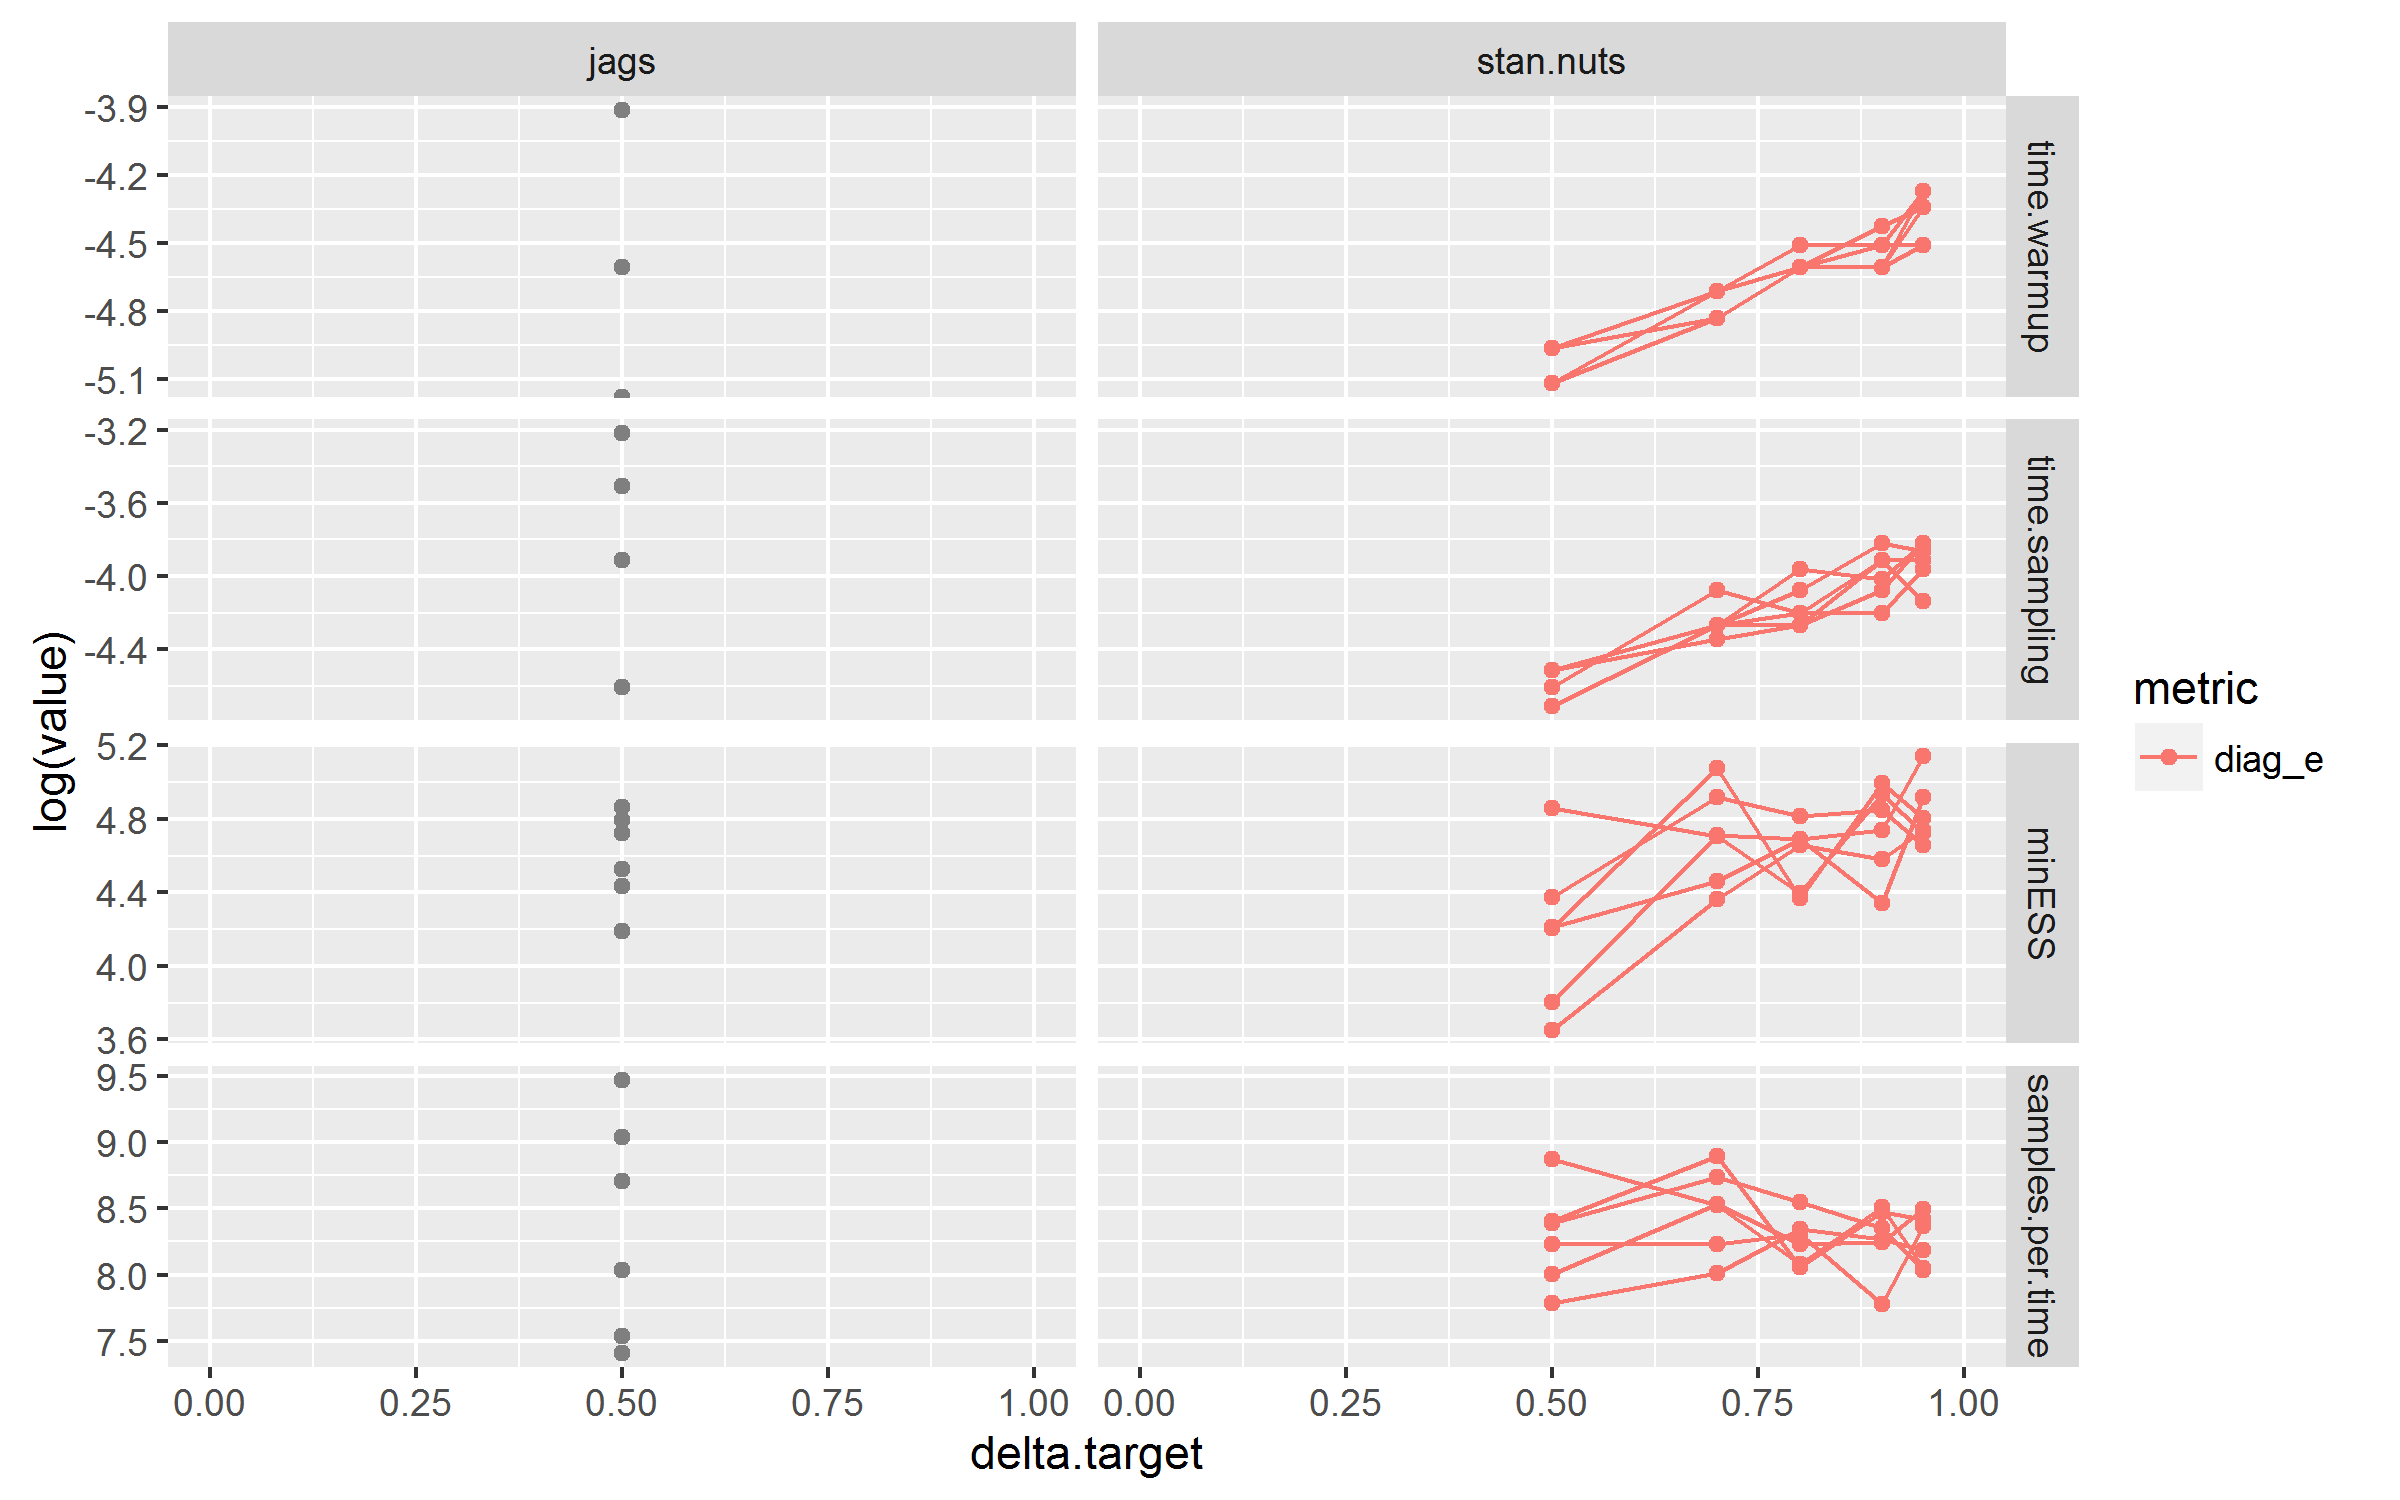 jags
stan.nuts
-3.9
-4.2
-4.5
-4.8
-5.1
time.warmup
-3.2
-3.6
-4.0
-4.4
time.sampling
5.2
4.8
4.4
4.0
3.6
minESS
9.5
9.0
8.5
8.0
7.5
samples.per.time
log(value)
0.00 0.25 0.50 0.75 1.00
0.00 0.25 0.50 0.75 1.00
delta.target
metric
diag_e